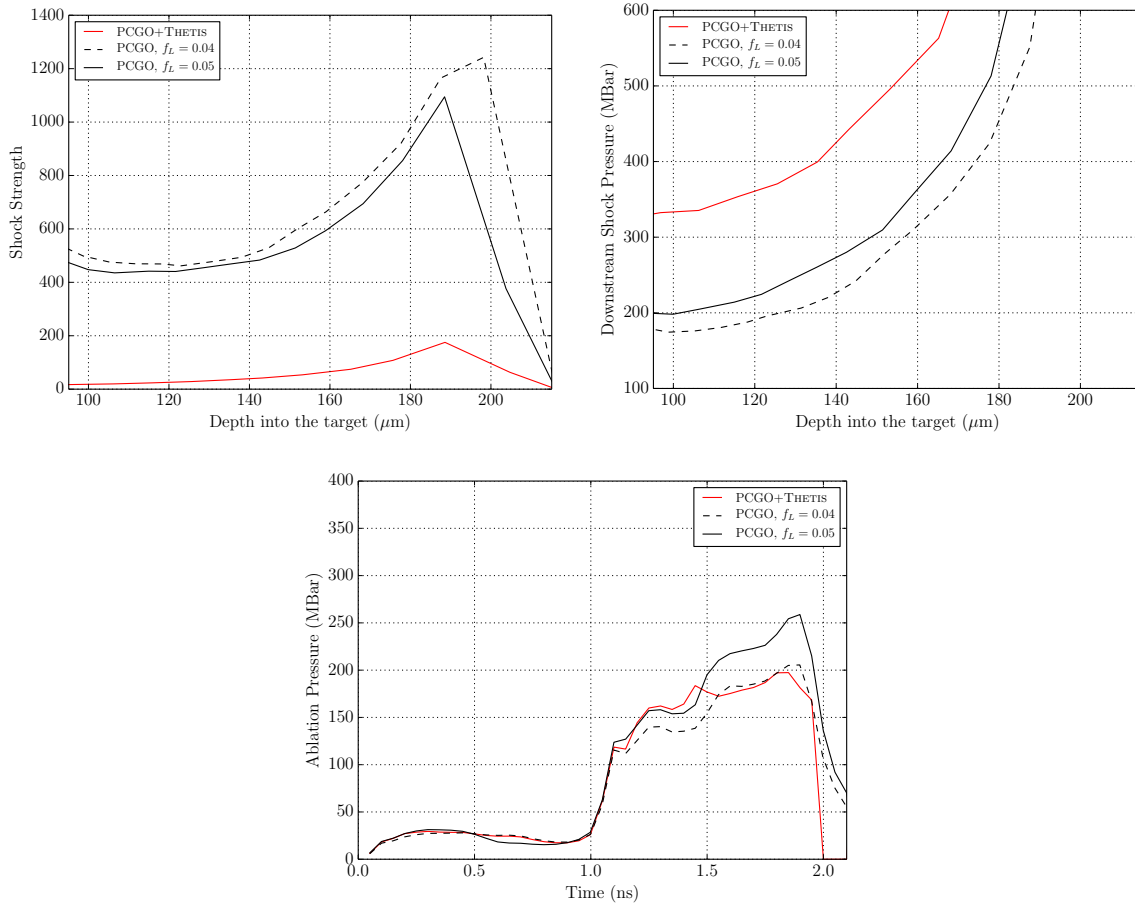 1400
1200
1000
800
600
400
200
0
100
120
140
160
180
200
Shock Strength
Depth into the target (μm)
PCGO+THETIS
PCGO, f_L = 0.04
PCGO, f_L = 0.05
600
500
400
300
200
100
100
120
140
160
180
200
Downstream Shock Pressure (MBar)
Depth into the target (μm)
PCGO+THETIS
PCGO, f_L = 0.04
PCGO, f_L = 0.05
400
350
300
250
200
150
100
50
0
0.0
0.5
1.0
1.5
2.0
Ablation Pressure (MBar)
Time (ns)
PCGO+THETIS
PCGO, f_L = 0.04
PCGO, f_L = 0.05